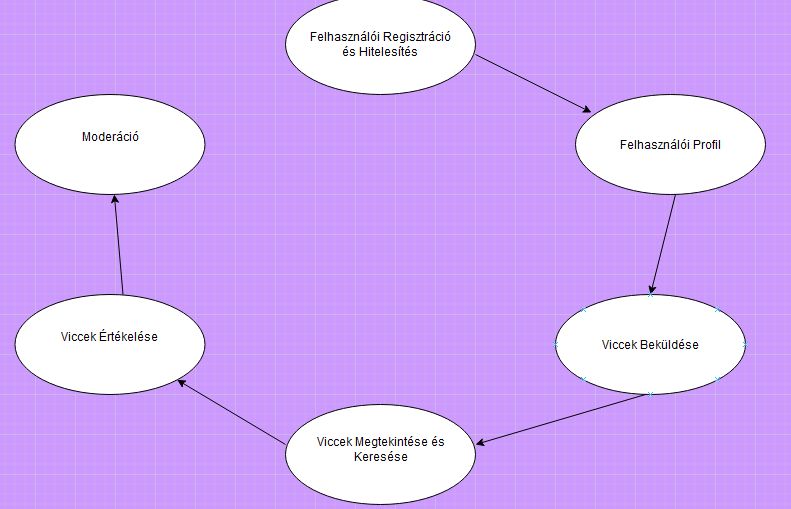 Felhasználói Regisztráció
és Hitelesítés
Moderáció
Felhasználói Profil
Viccek Értékelése
Viccek Beküldése
Viccek Megtekintése és
Keresése